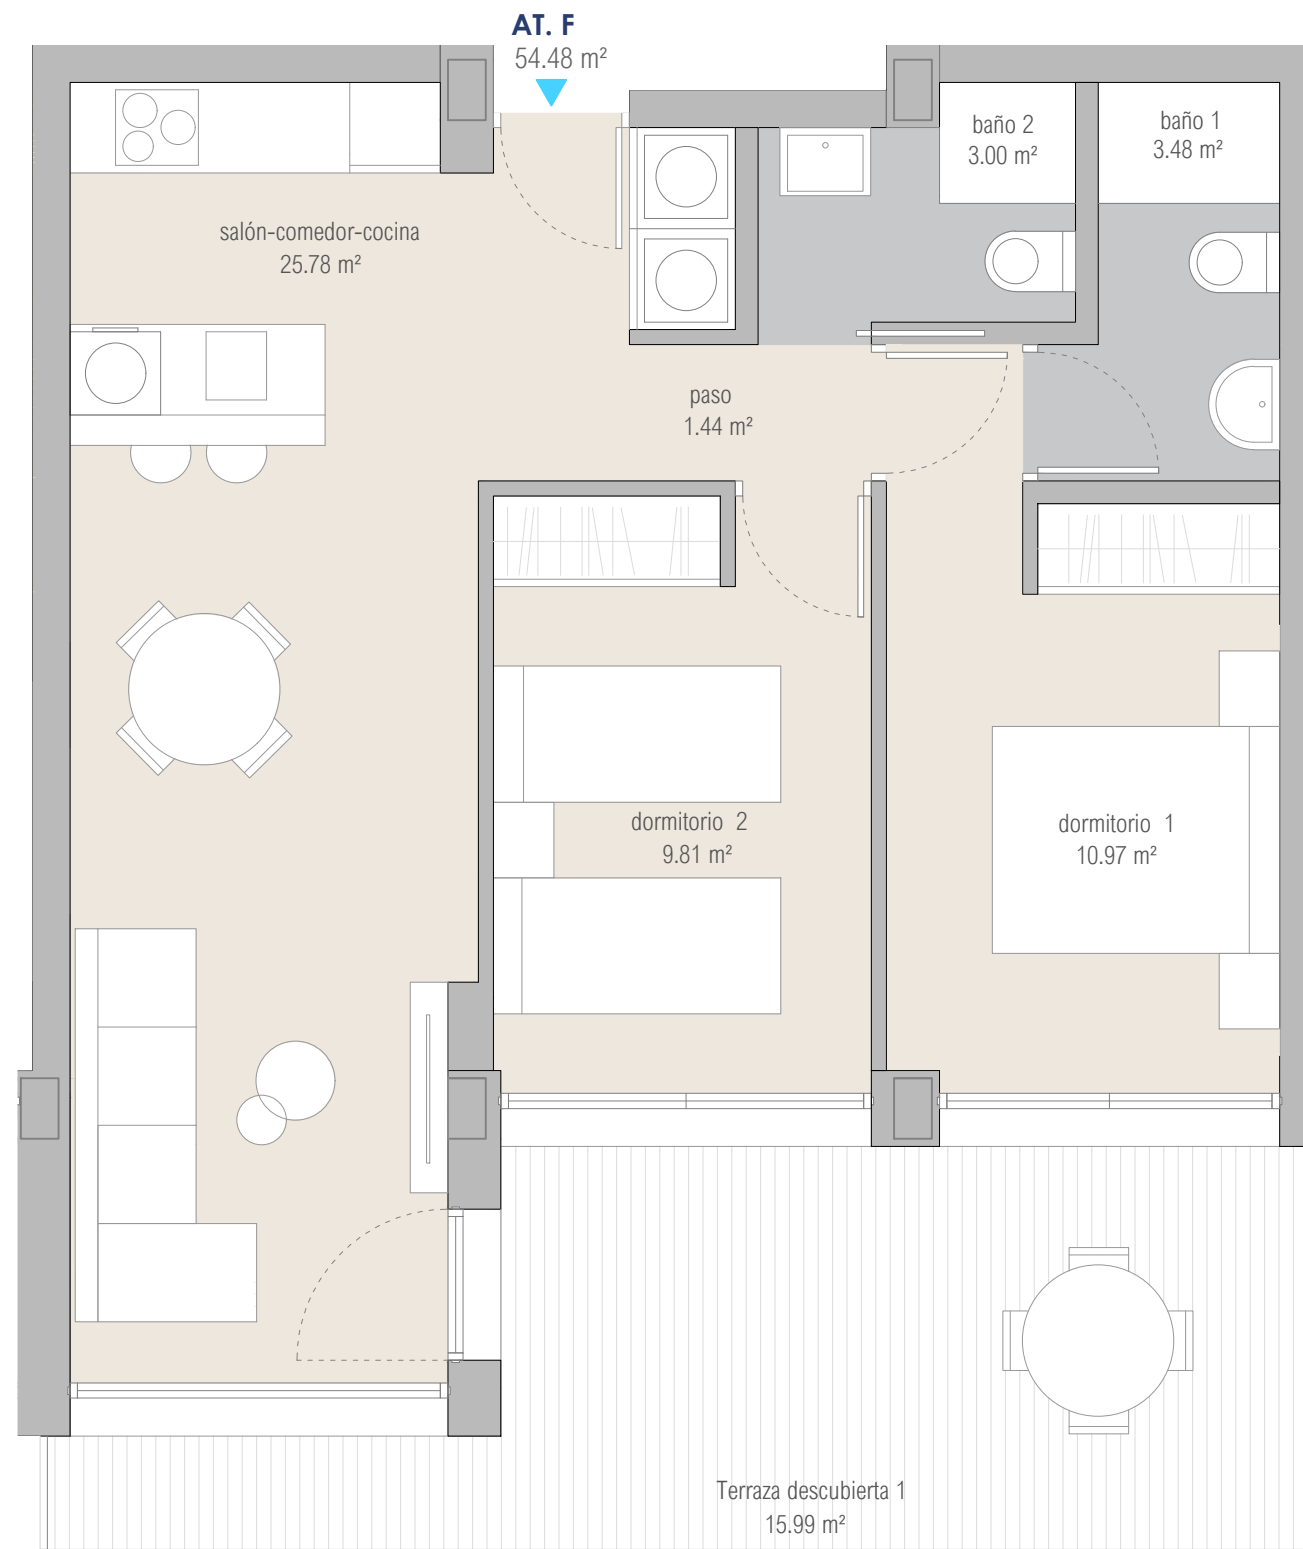 AT. F
54.48 m²
baño 2
3.00 m²
baño 1
3.48 m²
salón-comedor-cocina
25.78 m²
paso
1.44 m²
dormitorio 2
9.81 m²
dormitorio 1
10.97 m²
Terraza descubierta 1
15.99 m²